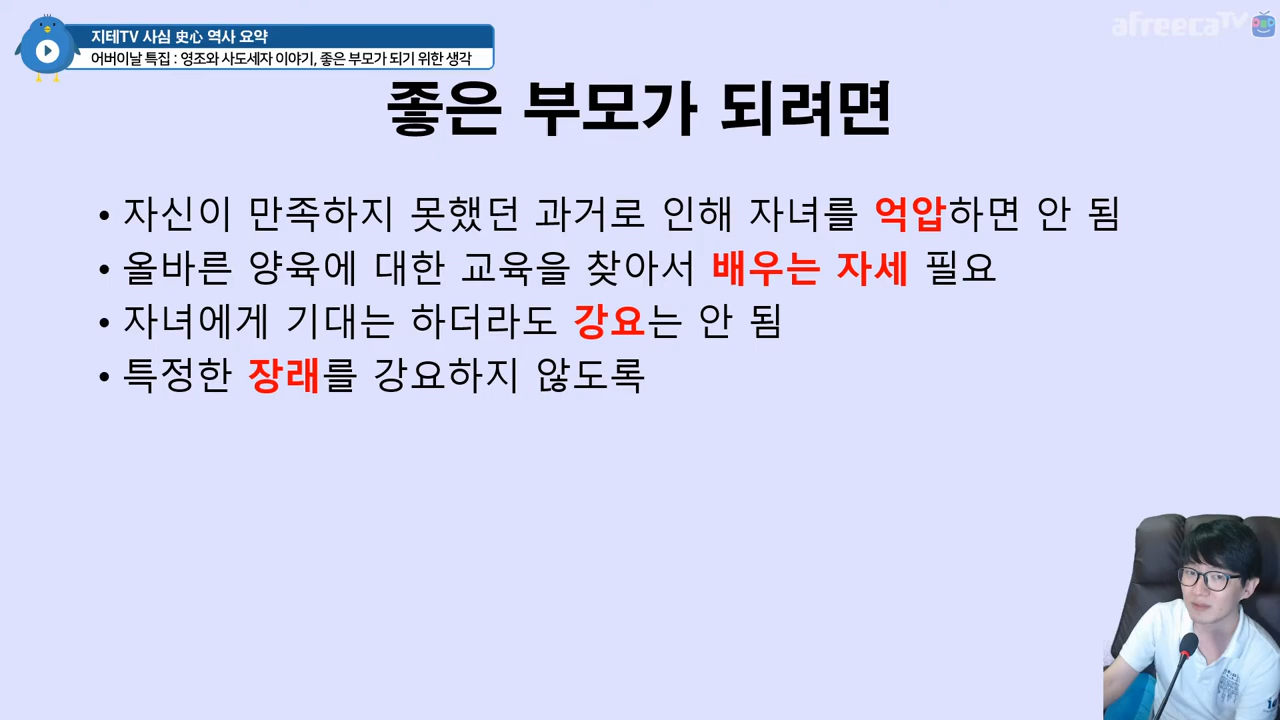 지테TV 사심 史心 역사 요약
어버이날 특집 : 영조와 사도세자 이야기, 좋은 부모가 되기 위한 생각
afreecaTV
좋은 부모가 되려면
• 자신이 만족하지 못했던 과거로 인해 자녀를 억압하면 안 됨
• 올바른 양육에 대한 교육을 찾아서 배우는 자세 필요
• 자녀에게 기대는 하더라도 강요는 안 됨
• 특정한 장래를 강요하지 않도록